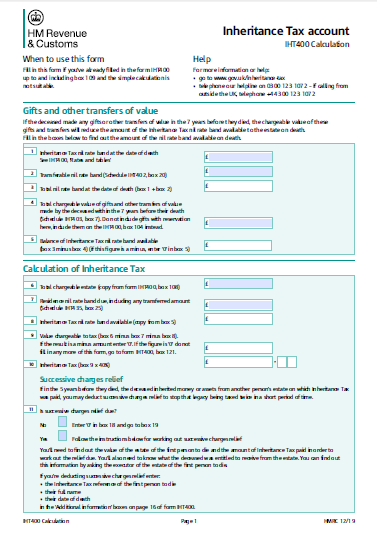 HM Revenue
& Customs
Inheritance Tax account
IHT400 Calculation
When to use this form
Fill in this form if you've already filled in the form IHT400
up to and including box 109 and the simple calculation is
not suitable.
Help
For more information or help:
• go to www.gov.uk/inheritance-tax
• telephone our helpline on 0300 123 1072 – if calling from
outside the UK, telephone +44 300 123 1072
Gifts and other transfers of value
If the deceased made any gifts or other transfers of value in the 7 years before they died, the chargeable value of these
gifts and transfers will reduce the amount of the Inheritance Tax nil rate band available to the estate on death.
Fill in the boxes below to find out the amount of the nil rate band available on death.
1 Inheritance Tax nil rate band at the date of death
See IHT400, 'Rates and tables'
£
2 Transferable nil rate band (Schedule IHT402, box 20)
£
3 Total nil rate band at the date of death (box 1 + box 2)
£
4 Total chargeable value of gifts and other transfers of value
made by the deceased within the 7 years before their death
(Schedule IHT403, box 7). Do not include gifts with reservation
here, include them on the IHT400, box 104 instead.
£
5 Balance of Inheritance Tax nil rate band available
(box 3 minus box 4) (if this figure is a minus, enter '0' in box 5)
£
Calculation of Inheritance Tax
6 Total chargeable estate (copy from form IHT400, box 108)
£
7 Residence nil rate band due, including any transferred amount
(Schedule IHT435, box 25)
£
8 Inheritance Tax nil rate band available (copy from box 5)
£
9 Value chargeable to tax (box 6 minus box 7 minus box 8).
If the result is a minus amount enter '0'. If the figure is '0' do not
fill in any more of this form, go to form IHT400, box 121.
£
10 Inheritance Tax (box 9 x 40%)
£
Successive charges relief
If in the 5 years before they died, the deceased inherited money or assets from another person's estate on which Inheritance Tax
was paid, you may deduct successive charges relief to stop that legacy being taxed twice in a short period of time.
11 Is successive charges relief due?
No Enter '0' in box 18 and go to box 19
Yes Follow the instructions below for working out successive charges relief
You'll need to find out the value of the estate of the first person to die and the amount of Inheritance Tax paid in order to
work out the relief due. You'll also need to know what the deceased was entitled to receive from the estate. You can find out
this information by asking the executor of the estate of the first person to die.
If you're deducting successive charges relief enter:
• the Inheritance Tax reference of the first person to die
• their full name
• their date of death
in the 'Additional information' boxes on page 16 of form IHT400.
IHT400 Calculation
Page 1
HMRC 12/19